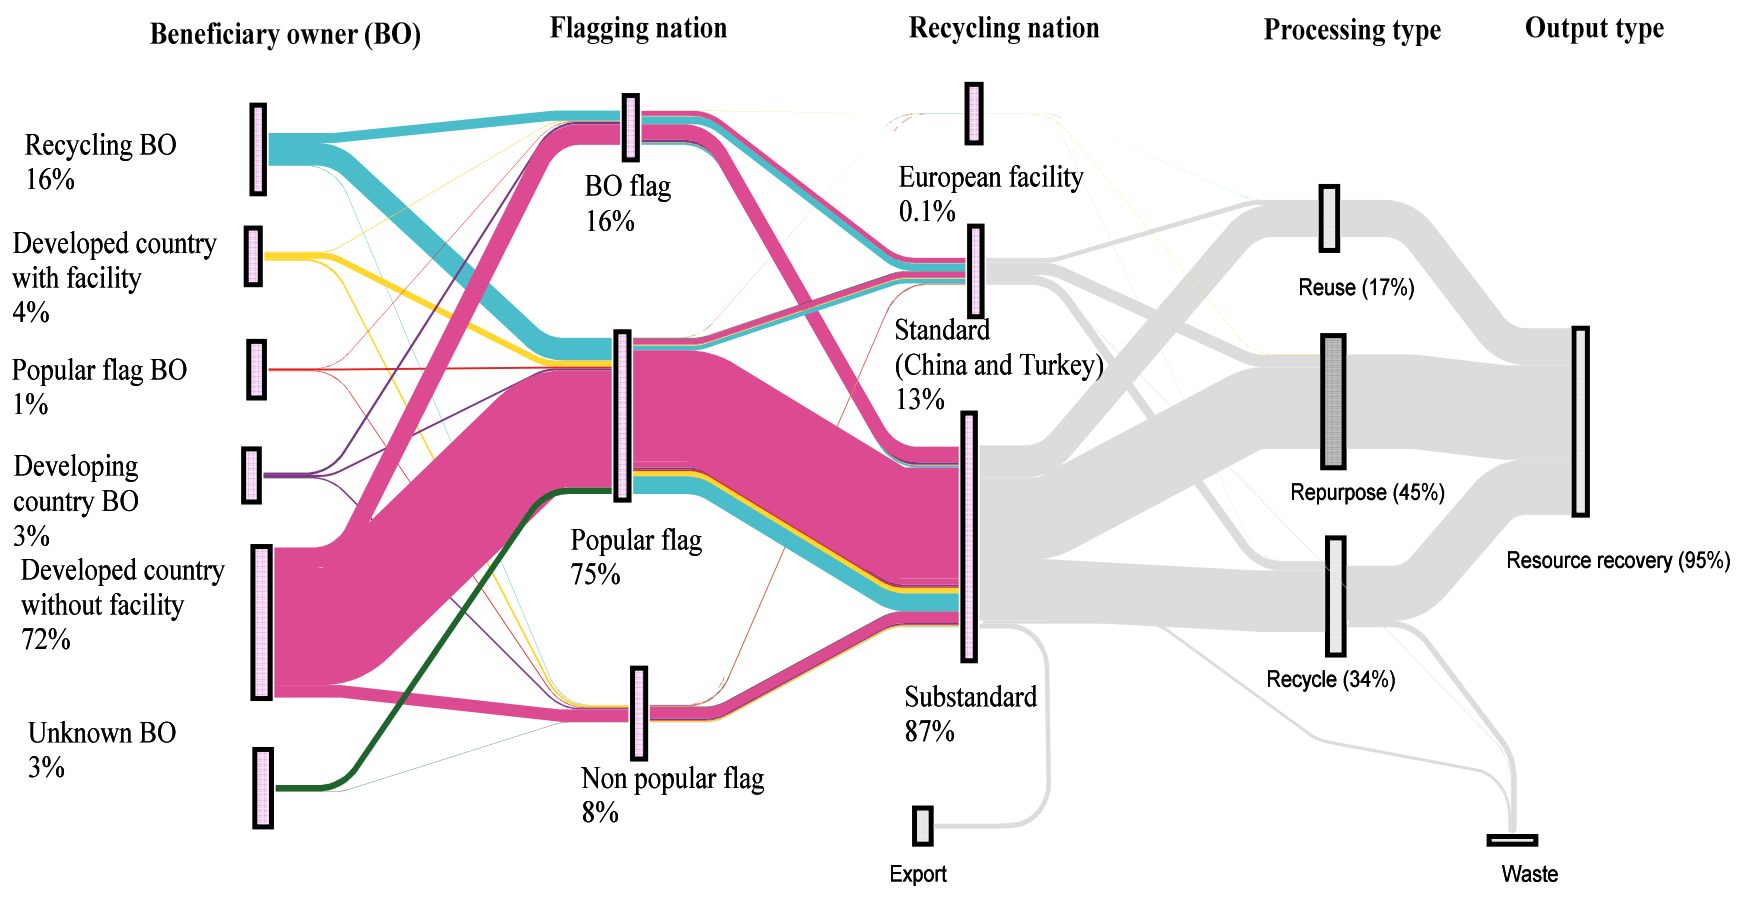 Beneficiary owner (BO)
Flagging nation
Recycling nation
Processing type
Output type
Recycling BO
16%
Developed country
with facility
4%
Popular flag BO
1%
Developing
country BO
3%
Developed country
without facility
72%
Unknown BO
3%
BO flag
16%
Popular flag
75%
Non popular flag
8%
European facility
0.1%
Standard
(China and Turkey)
13%
Substandard
87%
Export
Reuse (17%)
Repurpose (45%)
Recycle (34%)
Resource recovery (95%)
Waste